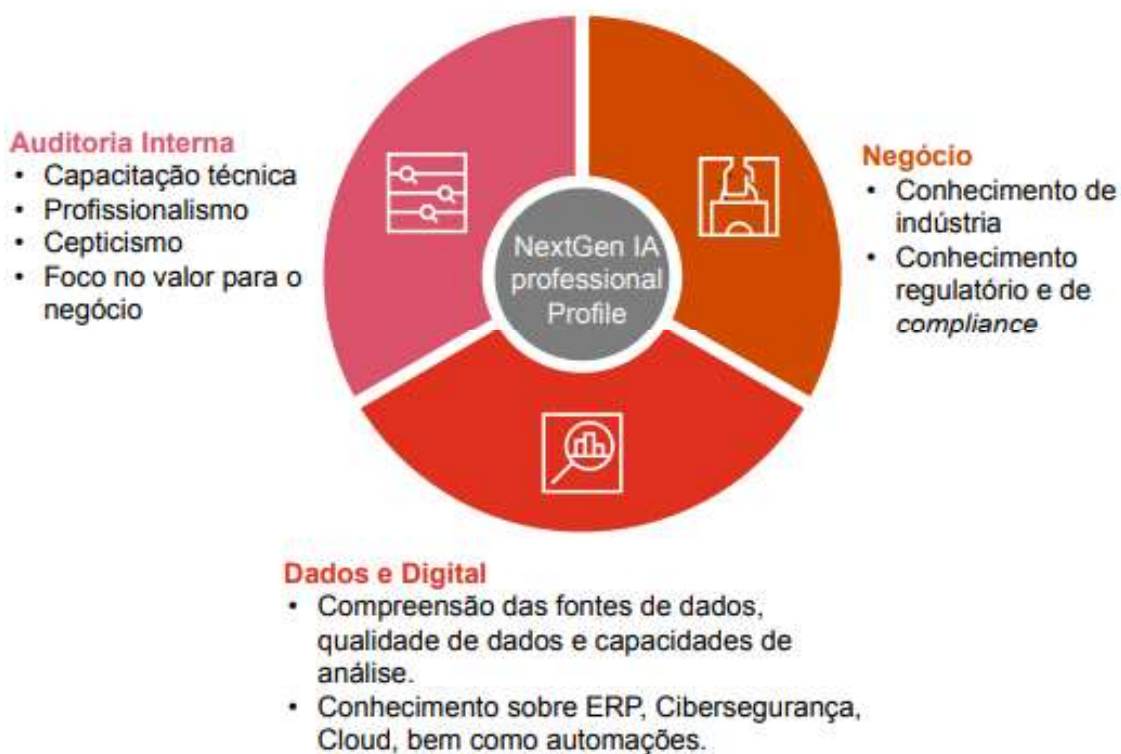 Auditoria Interna
• Capacitação técnica
• Profissionalismo
• Cepticismo
• Foco no valor para o
negócio
NextGen IA
professional
Profile
Negócio
• Conhecimento de
indústria
• Conhecimento
regulatório e de
compliance
Dados e Digital
• Compreensão das fontes de dados,
qualidade de dados e capacidades de
análise.
• Conhecimento sobre ERP, Cibersegurança,
Cloud, bem como automações.